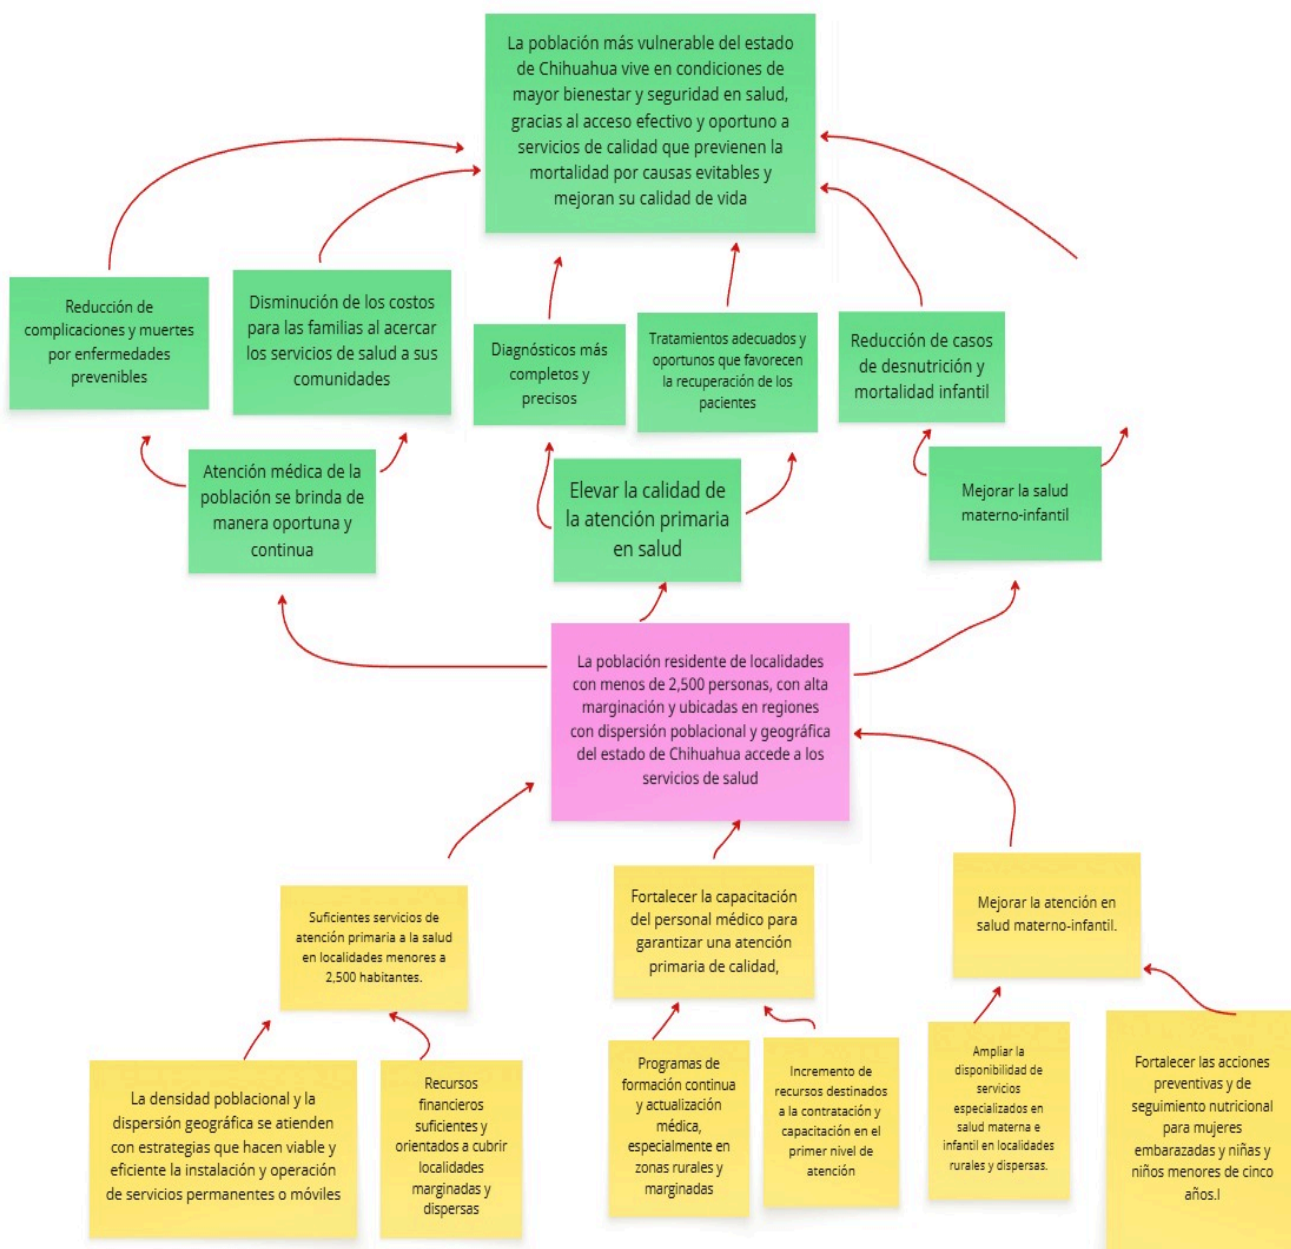 La población más vulnerable del estado
de Chihuahua vive en condiciones de
mayor bienestar y seguridad en salud,
gracias al acceso efectivo y oportuno a
servicios de calidad que previenen la
mortalidad por causas evitables y
mejoran su calidad de vida
Reducción de
complicaciones y muertes
por enfermedades
prevenibles
Disminución de los costos
para las familias al acercar
los servicios de salud a sus
comunidades
Diagnósticos más
completos y
precisos
Tratamientos adecuados y
oportunos que favorecen
la recuperación de los
pacientes
Reducción de casos
de desnutrición y
mortalidad infantil
Atención médica de la
población se brinda de
manera oportuna y
continua
Elevar la calidad de
la atención primaria
en salud
Mejorar la salud
materno-infantil
La población residente de localidades
con menos de 2,500 personas, con alta
marginación y ubicadas en regiones
con dispersión poblacional y geográfica
del estado de Chihuahua accede a los
servicios de salud
Suficientes servicios de
atención primaria a la salud
en localidades menores a
2,500 habitantes.
Fortalecer la capacitación
del personal médico para
garantizar una atención
primaria de calidad,
Mejorar la atención en
salud materno-infantil.
La densidad poblacional y la
dispersión geográfica se atienden
con estrategias que hacen viable y
eficiente la instalación y operación
de servicios permanentes o móviles
Recursos
financieros
suficientes y
orientados a cubrir
localidades
marginadas y
dispersas
Programas de
formación continua
y actualización
médica,
especialmente en
zonas rurales y
marginadas
Incremento de
recursos destinados
a la contratación y
capacitación en el
primer nivel de
atención
Ampliar la
disponibilidad de
servicios
especializados en
salud materna e
infantil en localidades
rurales y dispersas.
Fortalecer las acciones
preventivas y de
seguimiento nutricional
para mujeres
embarazadas y niñas y
niños menores de cinco
años.l